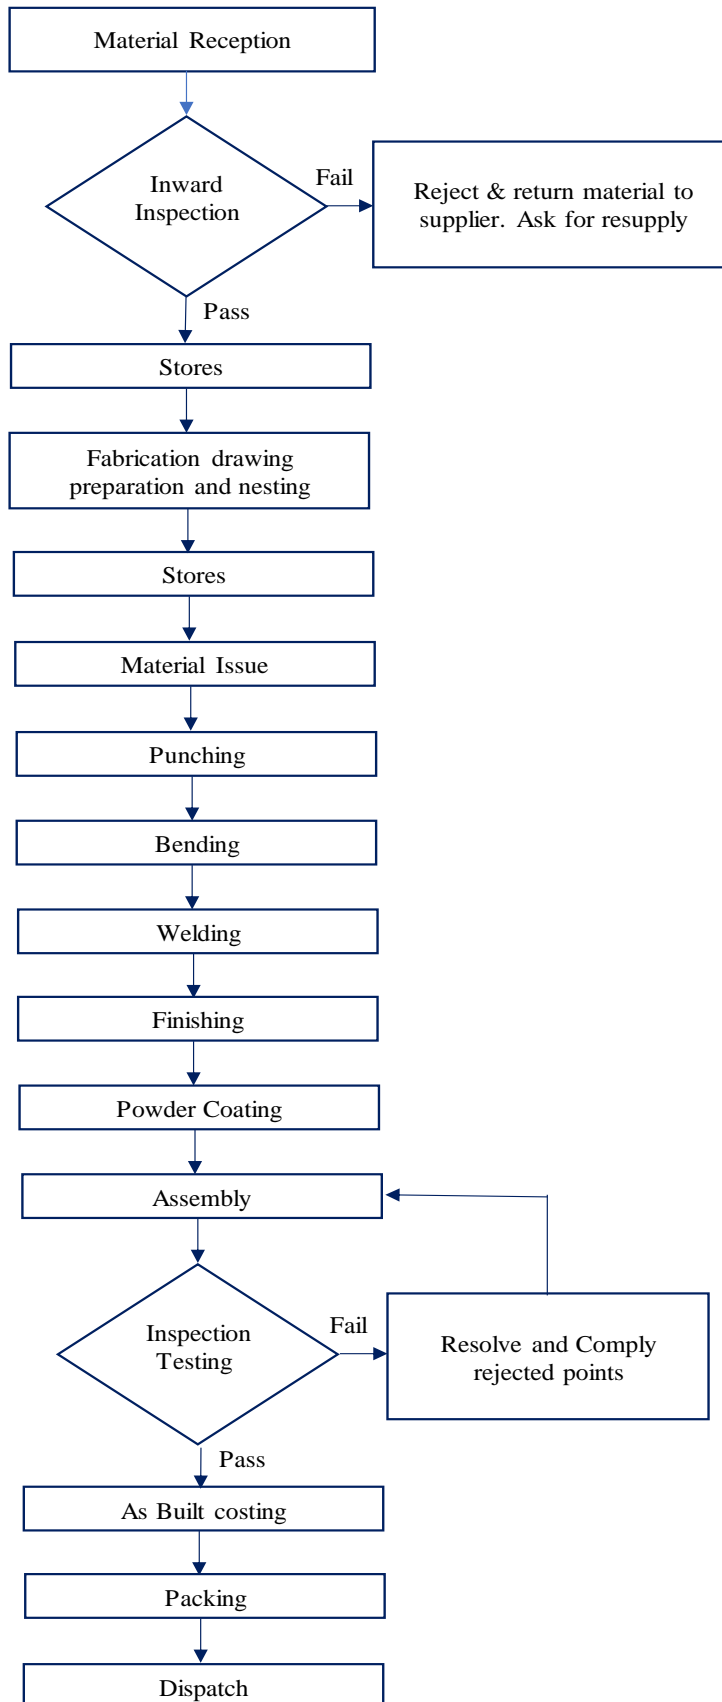 Material Reception
Inward
Inspection
Fail
Reject & return material to
supplier. Ask for resupply
Pass
Stores
Fabrication drawing
preparation and nesting
Stores
Material Issue
Punching
Bending
Welding
Finishing
Powder Coating
Assembly
Inspection
Testing
Fail
Resolve and Comply
rejected points
Pass
As Built costing
Packing
Dispatch